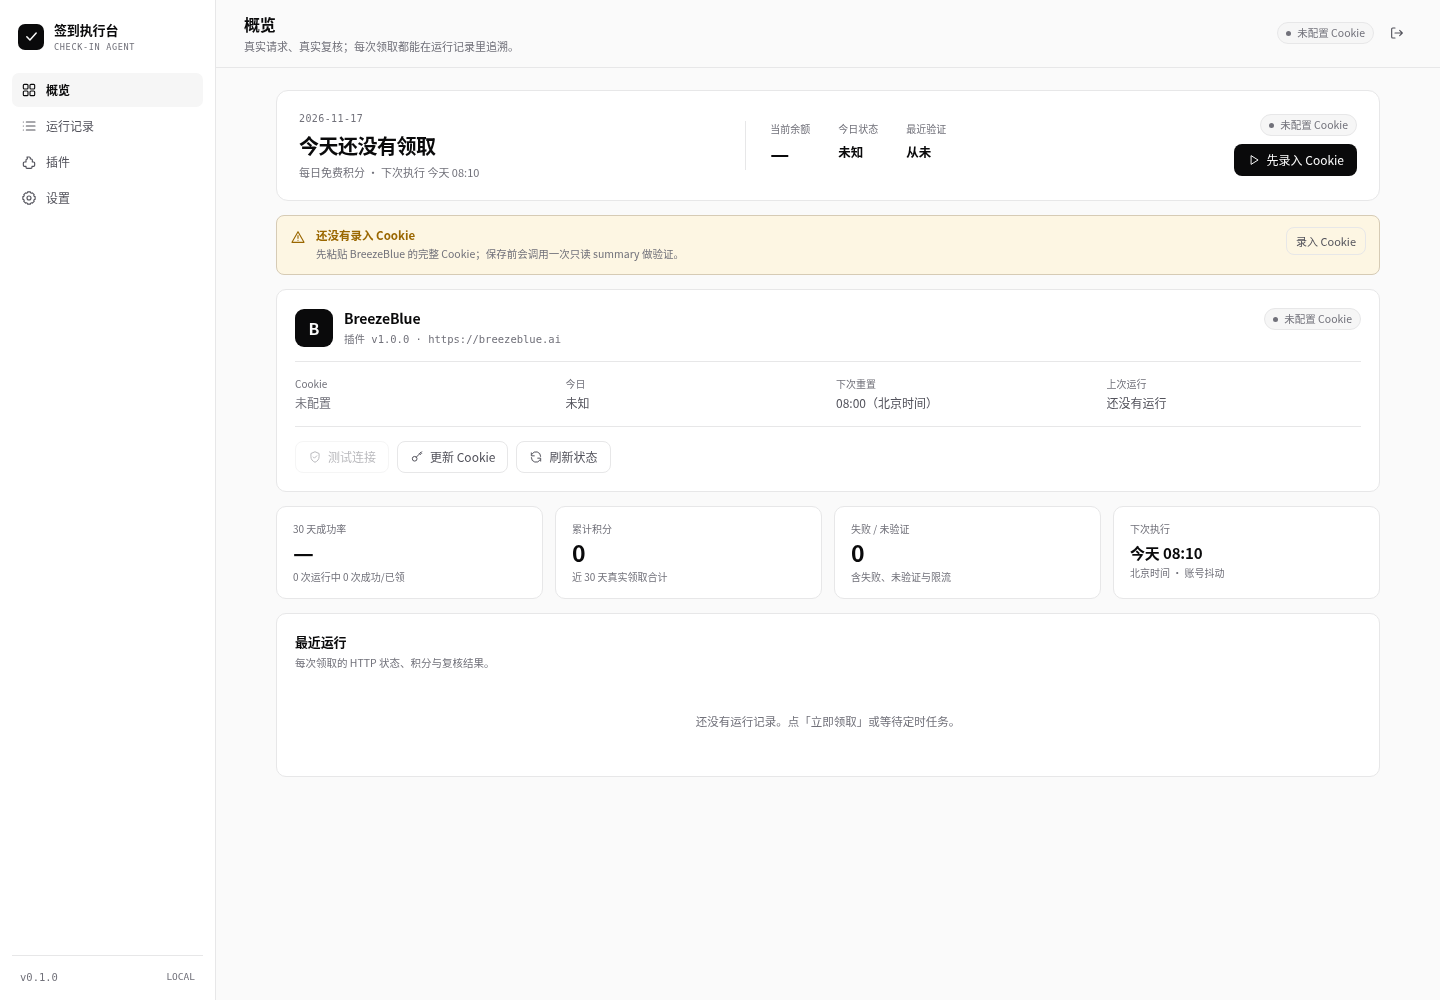 签到执行台
CHECK-IN AGENT
概览
运行记录
插件
设置
v0.1.0
LOCAL
概览
真实请求、真实复核；每次领取都能在运行记录里追溯。
未配置 Cookie
2026-11-17
今天还没有领取
每日免费积分 · 下次执行 今天 08:10
当前余额
—
今日状态
未知
最近验证
从未
未配置 Cookie
先录入 Cookie
还没有录入 Cookie
先粘贴 BreezeBlue 的完整 Cookie；保存前会调用一次只读 summary 做验证。
录入 Cookie
B
BreezeBlue
插件 v1.0.0 · https://breezeblue.ai
未配置 Cookie
Cookie
未配置
今日
未知
下次重置
08:00（北京时间）
上次运行
还没有运行
测试连接
更新 Cookie
刷新状态
30 天成功率
—
0 次运行中 0 次成功/已领
累计积分
0
近 30 天真实领取合计
失败 / 未验证
0
含失败、未验证与限流
下次执行
今天 08:10
北京时间 · 账号抖动
最近运行
每次领取的 HTTP 状态、积分与复核结果。
还没有运行记录。点「立即领取」或等待定时任务。